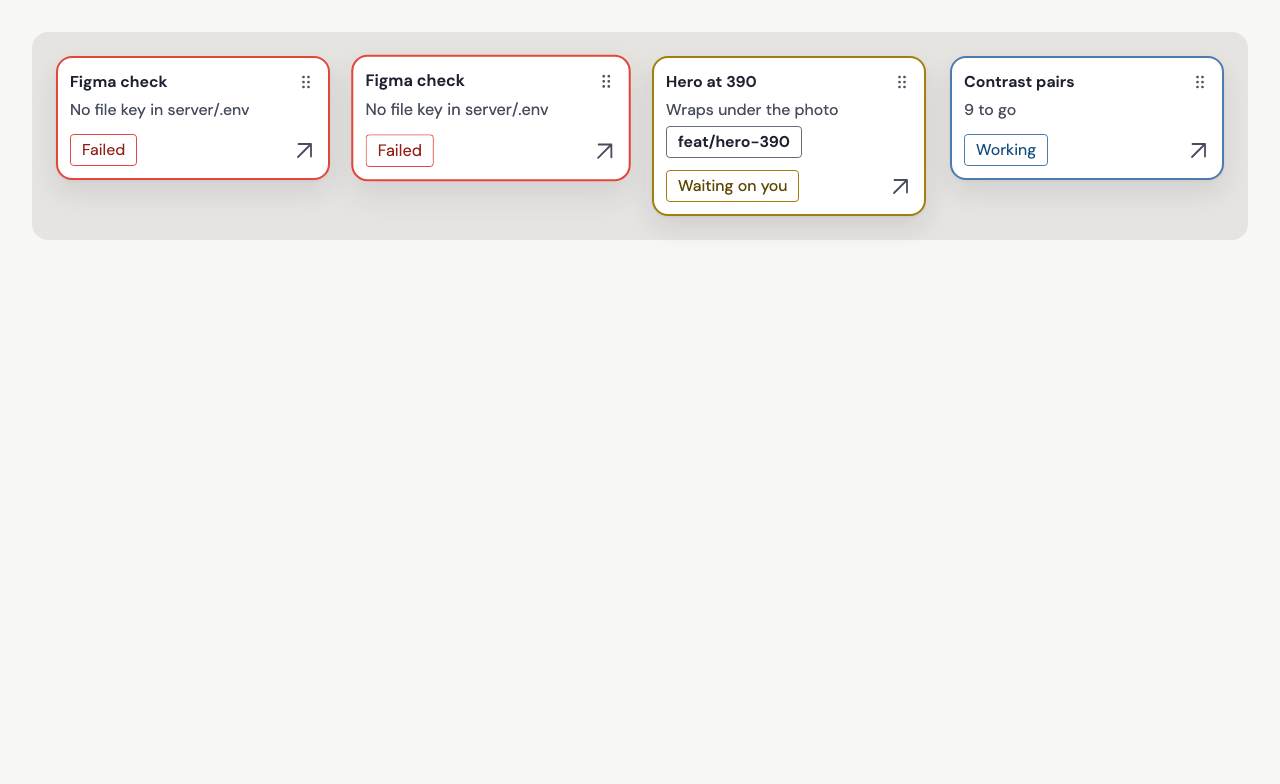 Figma check
No file key in server/.env
Failed
Figma check
No file key in server/.env
Failed
Hero at 390
Wraps under the photo
feat/hero-390
Waiting on you
Contrast pairs
9 to go
Working